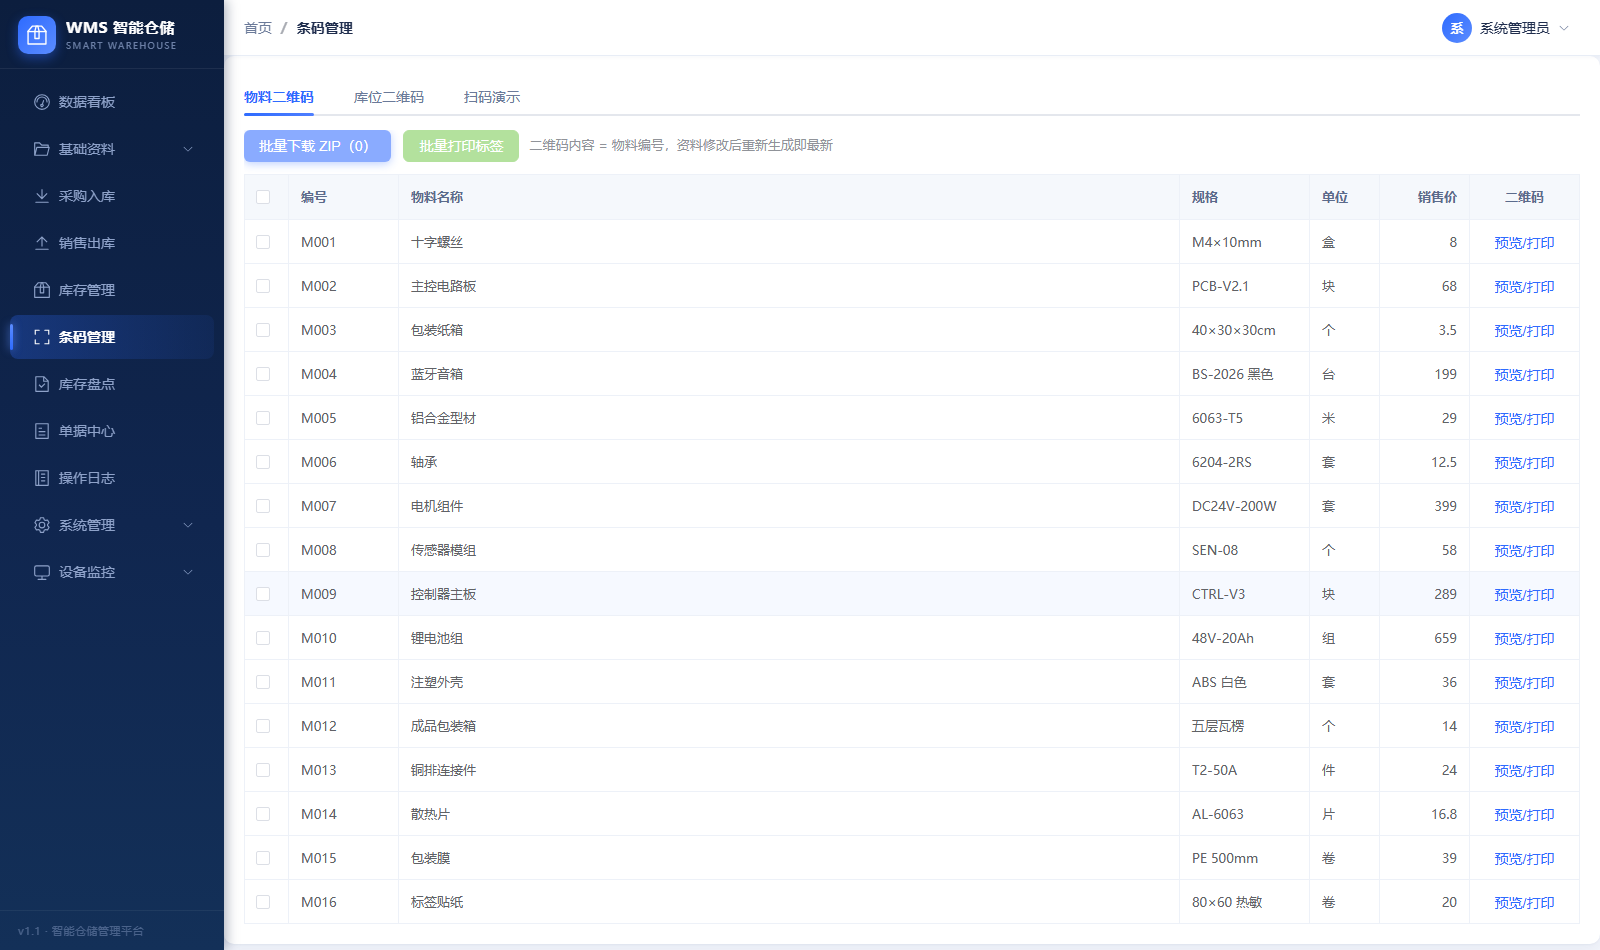 WMS 智能仓储
SMART WAREHOUSE
数据看板
基础资料
采购入库
销售出库
库存管理
条码管理
库存盘点
单据中心
操作日志
系统管理
设备监控
v1.1 · 智能仓储管理平台
首页 / 条码管理
系 系统管理员
物料二维码 库位二维码 扫码演示
批量下载 ZIP（0） 批量打印标签 二维码内容 = 物料编号，资料修改后重新生成即最新
编号 物料名称 规格 单位 销售价 二维码
M001 十字螺丝 M4×10mm 盒 8 预览/打印
M002 主控电路板 PCB-V2.1 块 68 预览/打印
M003 包装纸箱 40×30×30cm 个 3.5 预览/打印
M004 蓝牙音箱 BS-2026 黑色 台 199 预览/打印
M005 铝合金型材 6063-T5 米 29 预览/打印
M006 轴承 6204-2RS 套 12.5 预览/打印
M007 电机组件 DC24V-200W 套 399 预览/打印
M008 传感器模组 SEN-08 个 58 预览/打印
M009 控制器主板 CTRL-V3 块 289 预览/打印
M010 锂电池组 48V-20Ah 组 659 预览/打印
M011 注塑外壳 ABS 白色 套 36 预览/打印
M012 成品包装箱 五层瓦楞 个 14 预览/打印
M013 铜排连接件 T2-50A 件 24 预览/打印
M014 散热片 AL-6063 片 16.8 预览/打印
M015 包装膜 PE 500mm 卷 39 预览/打印
M016 标签贴纸 80×60 热敏 卷 20 预览/打印